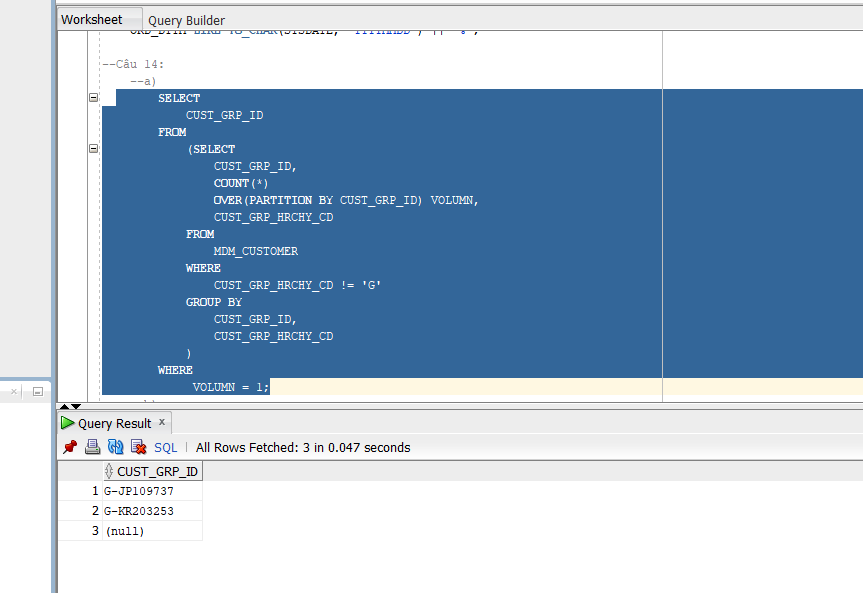 Worksheet Query Builder
--Câu 14:
--a)
SELECT
CUST_GRP_ID
FROM
(SELECT
CUST_GRP_ID,
COUNT(*)
OVER(PARTITION BY CUST_GRP_ID) VOLUMN,
CUST_GRP_HRCHY_CD
FROM
MDM_CUSTOMER
WHERE
CUST_GRP_HRCHY_CD != 'G'
GROUP BY
CUST_GRP_ID,
CUST_GRP_HRCHY_CD
)
WHERE
VOLUMN = 1;
Query Result x
SQL | All Rows Fetched: 3 in 0.047 seconds
CUST_GRP_ID
1 G-JP109737
2 G-KR203253
3 (null)